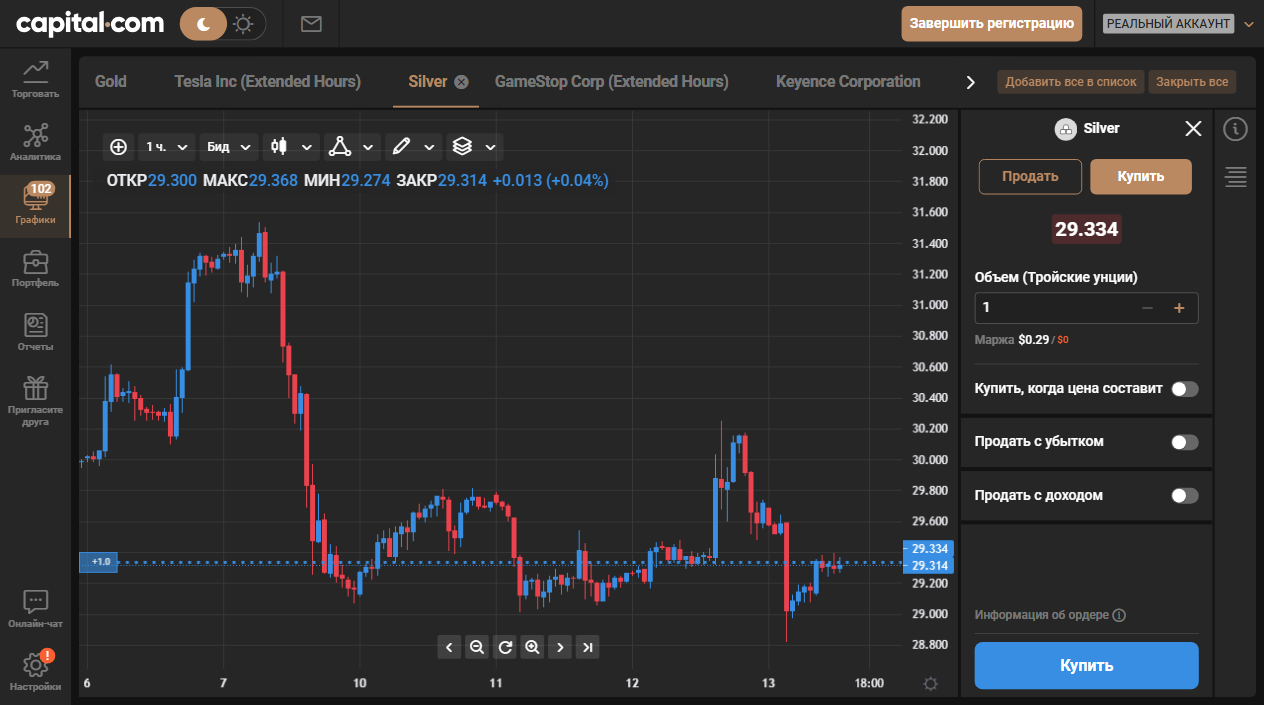 capital.com
Завершить регистрацию
РЕАЛЬНЫЙ АККАУНТ
Торговать
Аналитика
102
Графики
Портфель
Отчеты
Пригласите
друга
Онлайн-чат
!
Настройки
Gold
Tesla Inc (Extended Hours)
Silver
GameStop Corp (Extended Hours)
Keyence Corporation
Добавить все в список
Закрыть все
1 ч.
Бид
ОТКР29.300 МАКС29.368 МИН29.274 ЗАКР29.314 +0.013 (+0.04%)
32.200
32.000
31.800
31.600
31.400
31.200
31.000
30.800
30.600
30.400
30.200
30.000
29.800
29.600
29.334
29.314
29.200
29.000
28.800
+1.0
6
7
10
11
12
13
18:00
Silver
Продать
Купить
29.334
Объем (Тройские унции)
1
− +
Маржа $0.29 / $0
Купить, когда цена составит
Продать с убытком
Продать с доходом
Информация об ордере
Купить